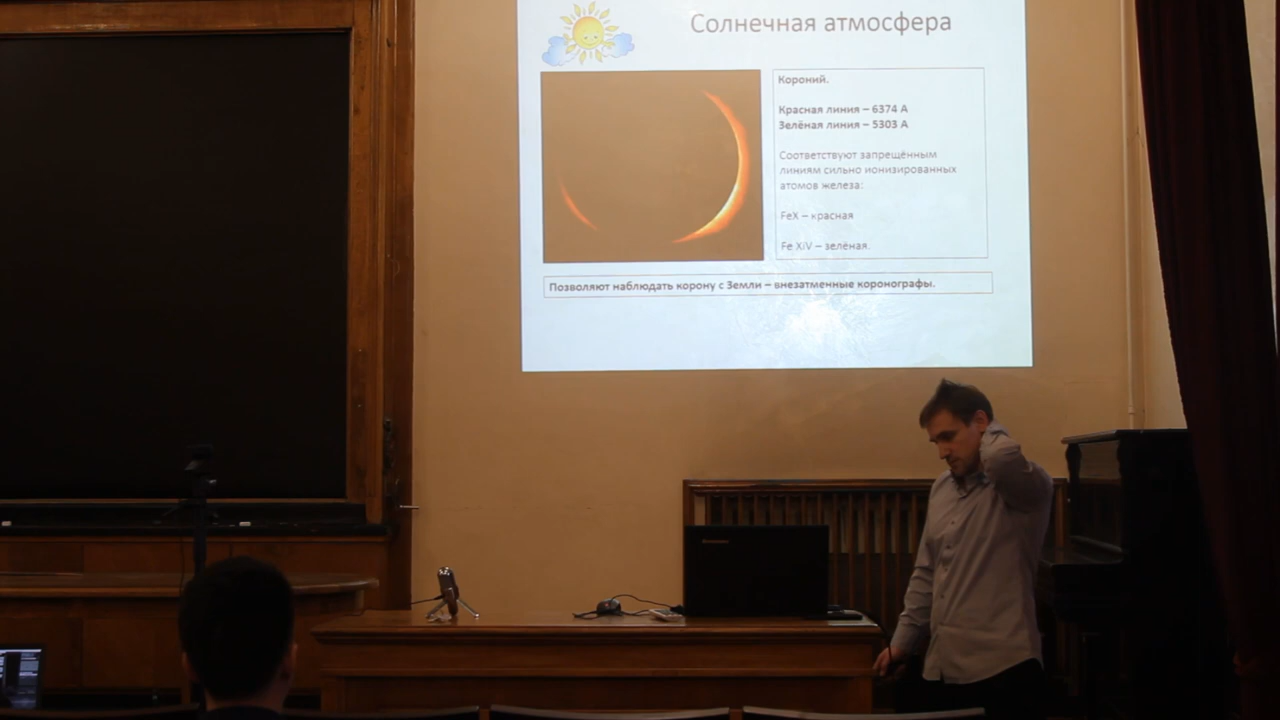 Солнечная атмосфера
Короний.
Красная линия – 6374 А
Зелёная линия – 5303 А
Соответствуют запрещённым
линиям сильно ионизированных
атомов железа:
FeX – красная
Fe XiV – зелёная.
Позволяют наблюдать корону с Земли – внезатменные коронографы.